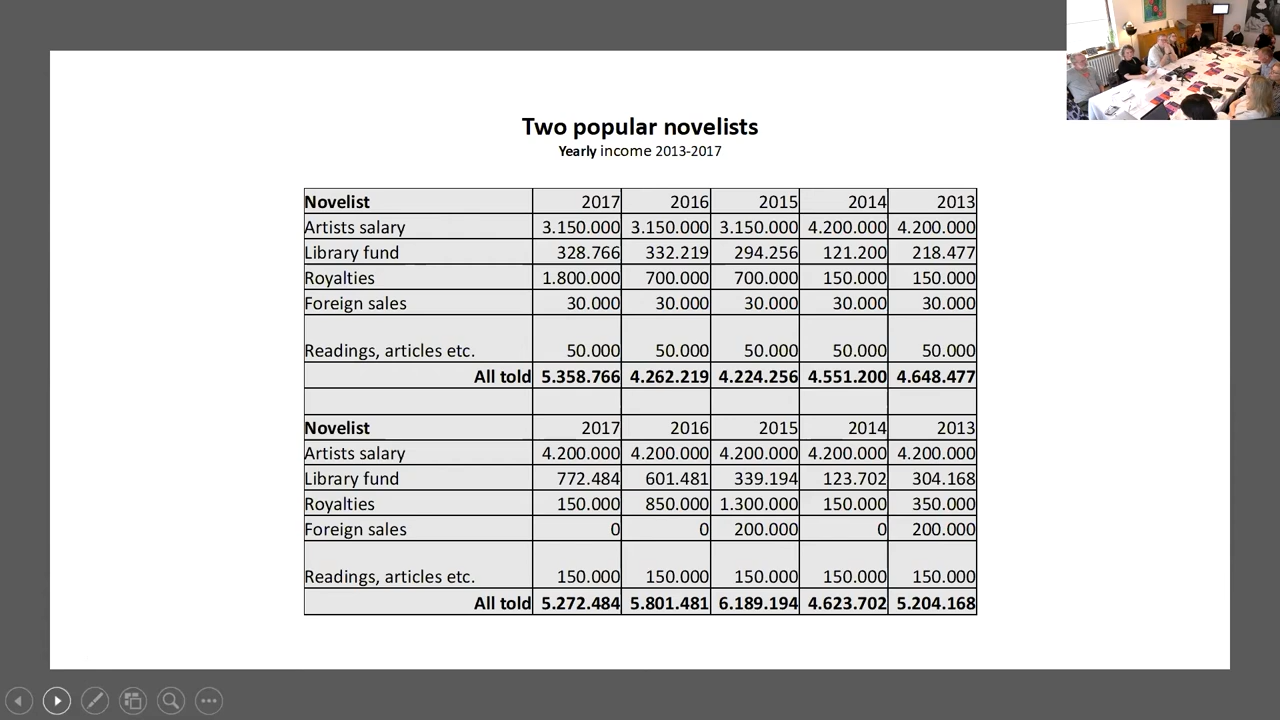 Two popular novelists
Yearly income 2013-2017
Novelist 2017 2016 2015 2014 2013
Artists salary 3.150.000 3.150.000 3.150.000 4.200.000 4.200.000
Library fund 328.766 332.219 294.256 121.200 218.477
Royalties 1.800.000 700.000 700.000 150.000 150.000
Foreign sales 30.000 30.000 30.000 30.000 30.000
Readings, articles etc. 50.000 50.000 50.000 50.000 50.000
All told 5.358.766 4.262.219 4.224.256 4.551.200 4.648.477
Novelist 2017 2016 2015 2014 2013
Artists salary 4.200.000 4.200.000 4.200.000 4.200.000 4.200.000
Library fund 772.484 601.481 339.194 123.702 304.168
Royalties 150.000 850.000 1.300.000 150.000 350.000
Foreign sales 0 0 200.000 0 200.000
Readings, articles etc. 150.000 150.000 150.000 150.000 150.000
All told 5.272.484 5.801.481 6.189.194 4.623.702 5.204.168